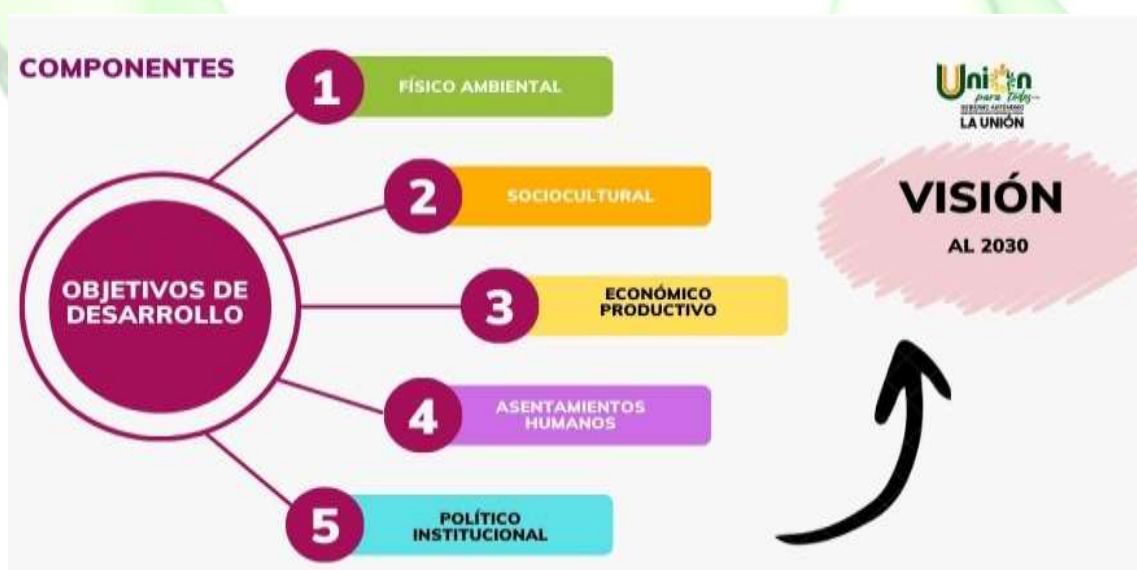 COMPONENTES
1
FÍSICO AMBIENTAL
2
SOCIOCULTURAL
3
ECONÓMICO
PRODUCTIVO
4
ASENTAMIENTOS
HUMANOS
5
POLÍTICO
INSTITUCIONAL
OBJETIVOS DE
DESARROLLO
Unión
para todos
LA UNIÓN
VISIÓN
AL 2030